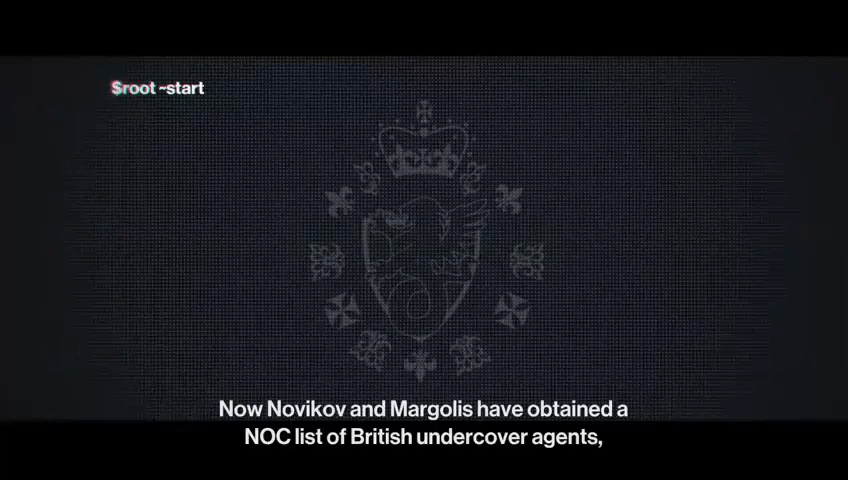 $root ~start
Now Novikov and Margolis have obtained a
NOC list of British undercover agents,